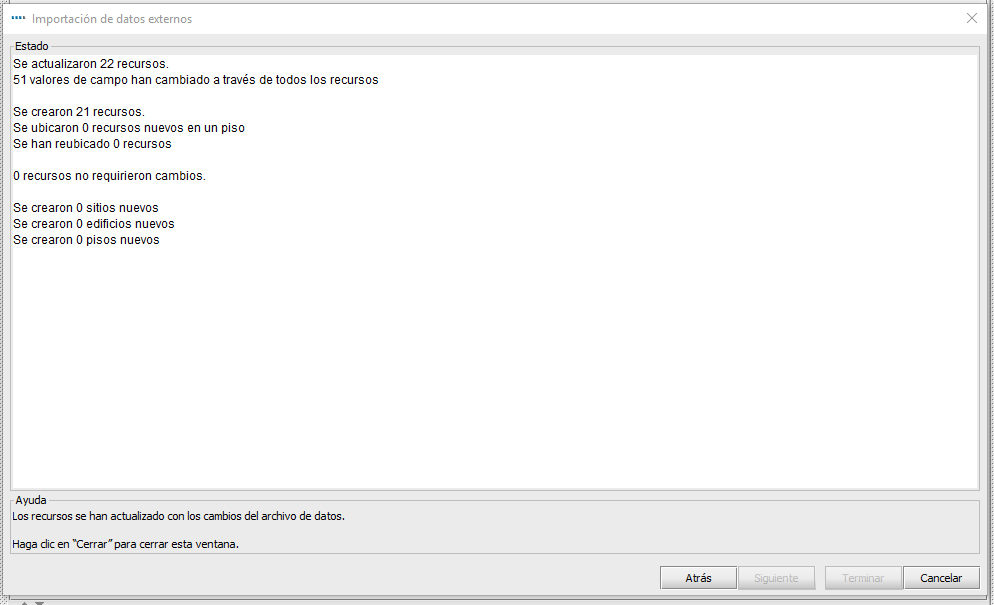 Importación de datos externos
Estado
Se actualizaron 22 recursos.
51 valores de campo han cambiado a través de todos los recursos
Se crearon 21 recursos.
Se ubicaron 0 recursos nuevos en un piso
Se han reubicado 0 recursos
0 recursos no requirieron cambios.
Se crearon 0 sitios nuevos
Se crearon 0 edificios nuevos
Se crearon 0 pisos nuevos
Ayuda
Los recursos se han actualizado con los cambios del archivo de datos.
Haga clic en “Cerrar” para cerrar esta ventana.
Atrás Siguiente Terminar Cancelar